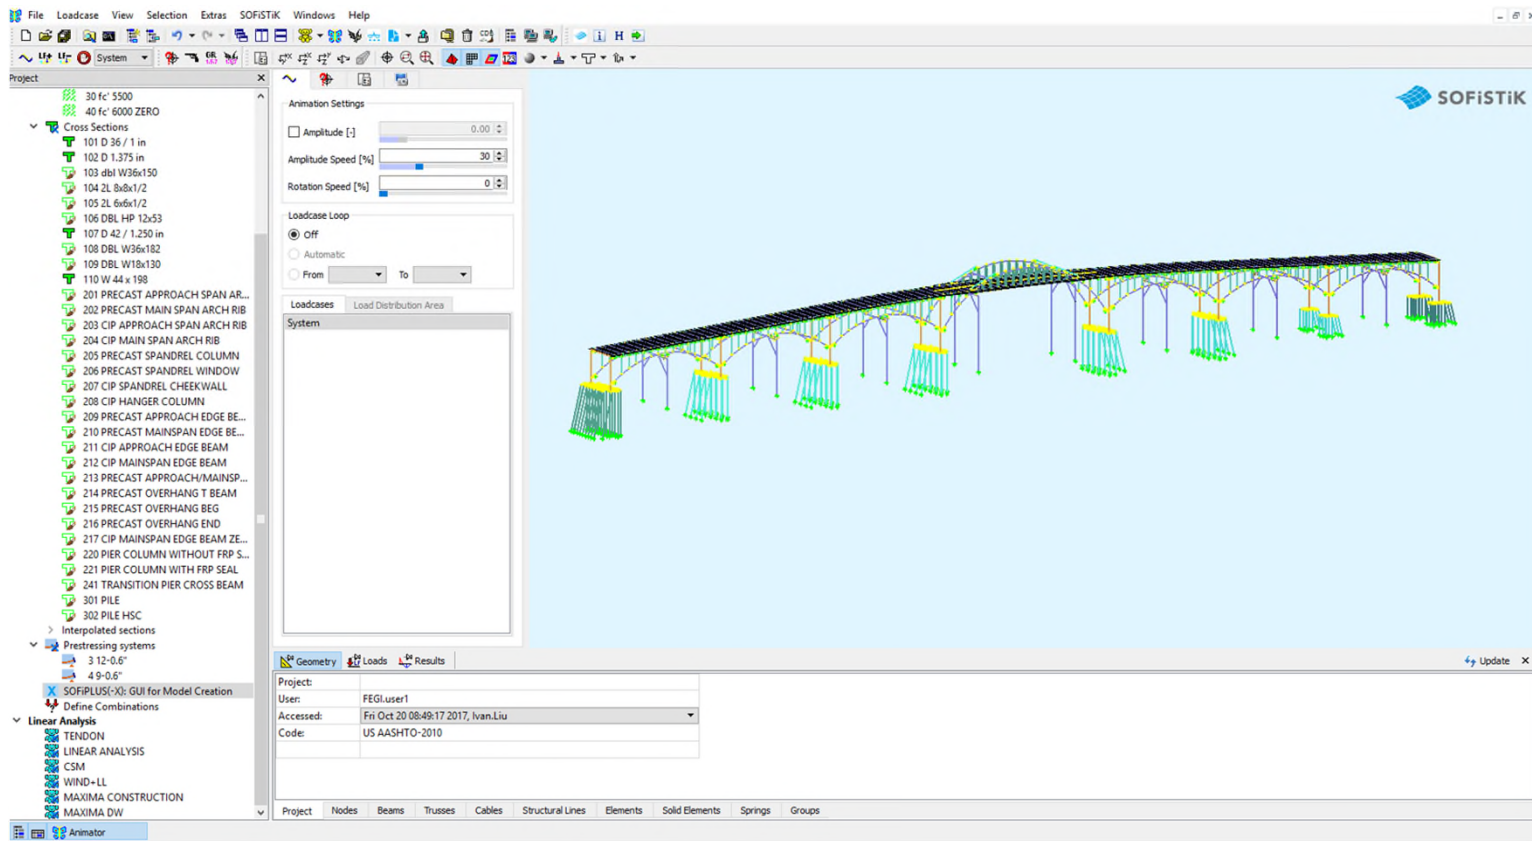 File Loadcase View Selection Extras SOFiSTiK Windows Help
System
Project
30 fc' 5500
40 fc' 6000 ZERO
Cross Sections
101 D 36 / 1 in
102 D 1.375 in
103 dbl W36x150
104 2L 8x8x1/2
105 2L 6x6x1/2
106 DBL HP 12x53
107 D 42 / 1.250 in
108 DBL W36x182
109 DBL W18x130
110 W 44 x 198
201 PRECAST APPROACH SPAN AR...
202 PRECAST MAIN SPAN ARCH RIB
203 CIP APPROACH SPAN ARCH RIB
204 CIP MAIN SPAN ARCH RIB
205 PRECAST SPANDREL COLUMN
206 PRECAST SPANDREL WINDOW
207 CIP SPANDREL CHEEKWALL
208 CIP HANGER COLUMN
209 PRECAST APPROACH EDGE BE...
210 PRECAST MAINSPAN EDGE BE...
211 CIP APPROACH EDGE BEAM
212 CIP MAINSPAN EDGE BEAM
213 PRECAST APPROACH/MAINSP...
214 PRECAST OVERHANG T BEAM
215 PRECAST OVERHANG BEG
216 PRECAST OVERHANG END
217 CIP MAINSPAN EDGE BEAM ZE...
220 PIER COLUMN WITHOUT FRP S...
221 PIER COLUMN WITH FRP SEAL
241 TRANSITION PIER CROSS BEAM
301 PILE
302 PILE HSC
Interpolated sections
Prestressing systems
3 12-0.6"
4 9-0.6"
SOFiPLUS(-X): GUI for Model Creation
Define Combinations
Linear Analysis
TENDON
LINEAR ANALYSIS
CSM
WIND+LL
MAXIMA CONSTRUCTION
MAXIMA DW
Animator
Animation Settings
Amplitude [-] 0.00
Amplitude Speed [%] 30
Rotation Speed [%] 0
Loadcase Loop
Off
Automatic
From To
Loadcases Load Distribution Area
System
SOFiSTiK
Geometry Loads Results
Update
Project:
User: FEGI.user1
Accessed: Fri Oct 20 08:49:17 2017, Ivan.Liu
Code: US AASHTO-2010
Project Nodes Beams Trusses Cables Structural Lines Elements Solid Elements Springs Groups